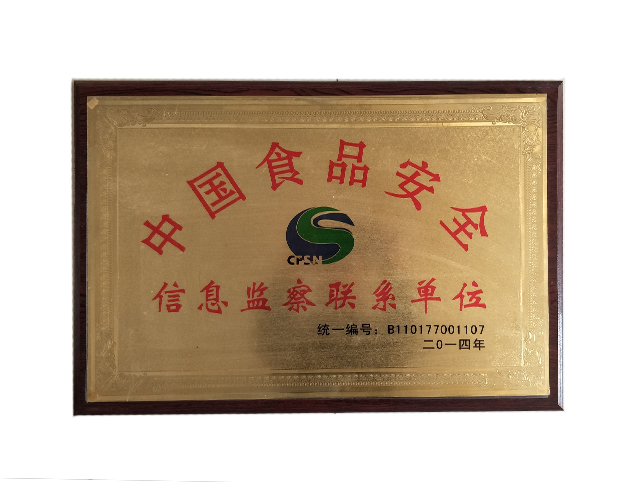 中国食品安全
CFSN
信息监察联系单位
统一编号：B110177001107
二0一四年